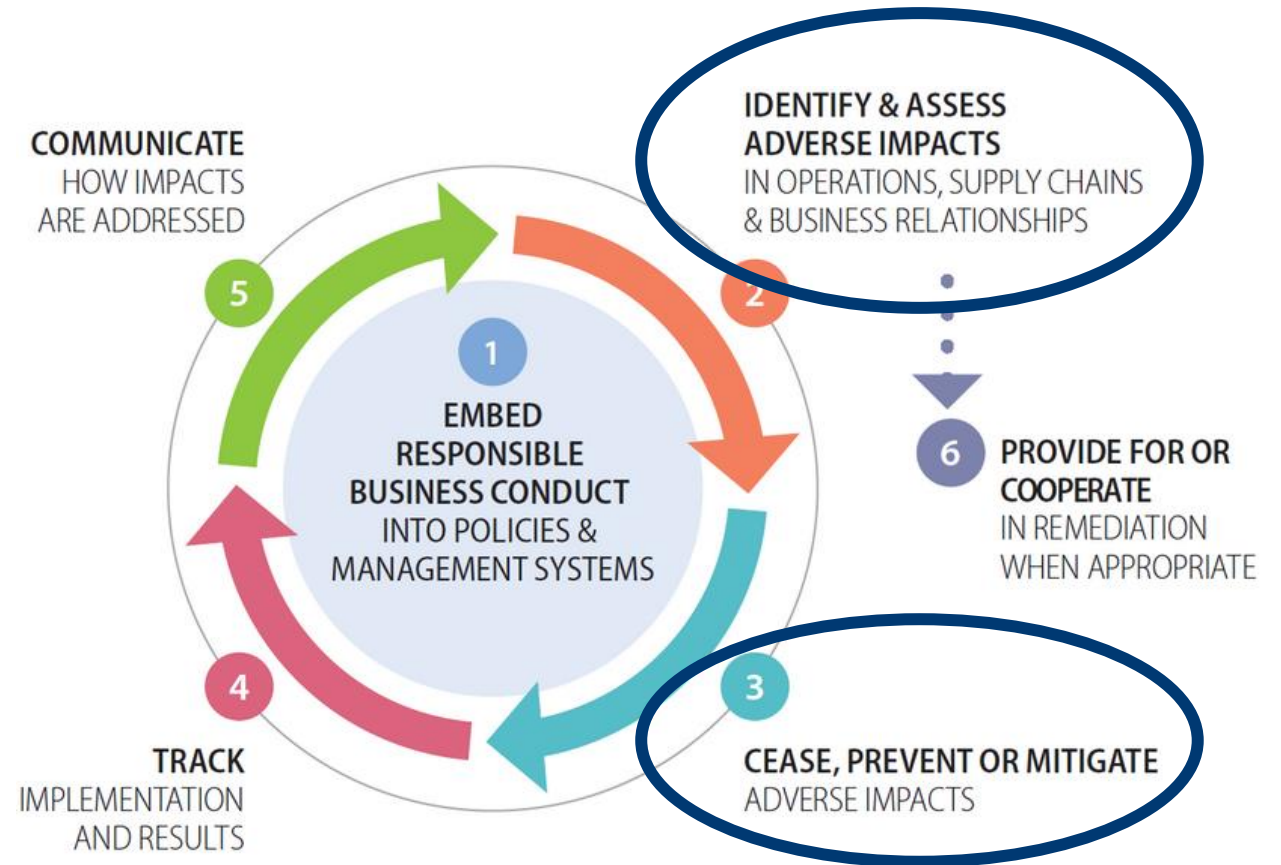 1
EMBED
RESPONSIBLE
BUSINESS CONDUCT
INTO POLICIES &
MANAGEMENT SYSTEMS
2
IDENTIFY & ASSESS
ADVERSE IMPACTS
IN OPERATIONS, SUPPLY CHAINS
& BUSINESS RELATIONSHIPS
3
CEASE, PREVENT OR MITIGATE
ADVERSE IMPACTS
4
TRACK
IMPLEMENTATION
AND RESULTS
5
COMMUNICATE
HOW IMPACTS
ARE ADDRESSED
6
PROVIDE FOR OR
COOPERATE
IN REMEDIATION
WHEN APPROPRIATE